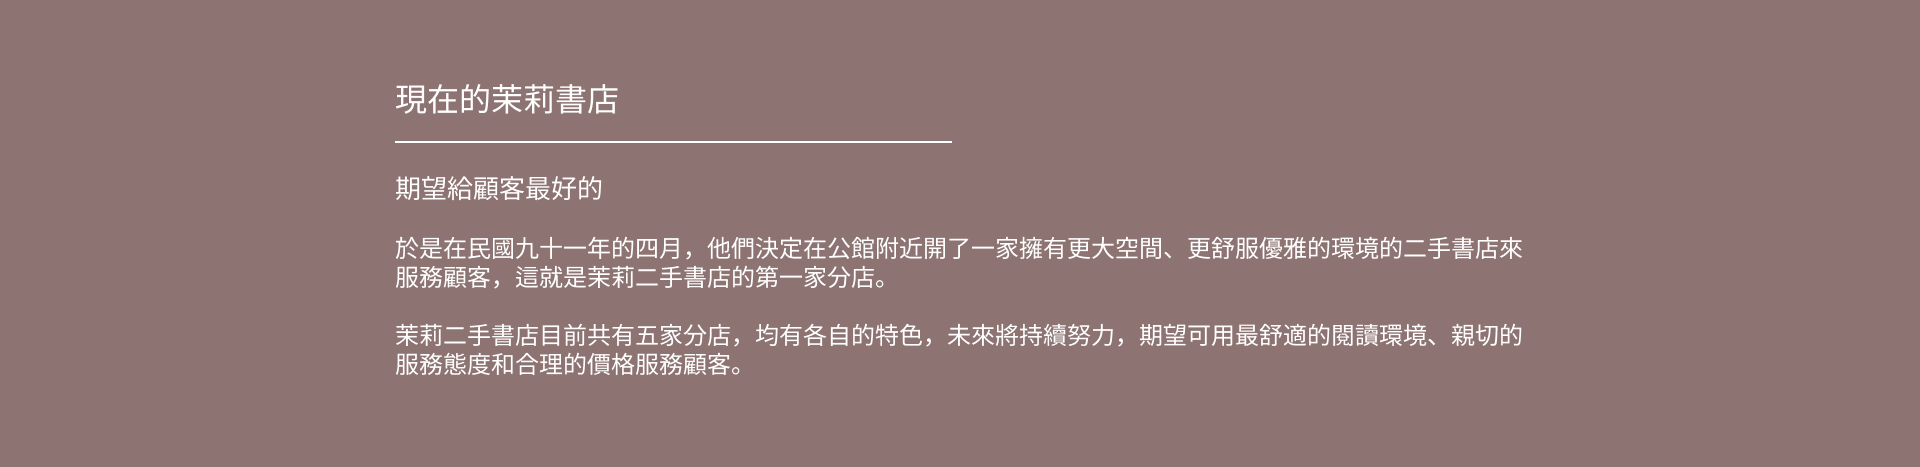 現在的茉莉書店
期望給顧客最好的
於是在民國九十一年的四月，他們決定在公館附近開了一家擁有更大空間、更舒服優雅的環境的二手書店來
服務顧客，這就是茉莉二手書店的第一家分店。
茉莉二手書店目前共有五家分店，均有各自的特色，未來將持續努力，期望可用最舒適的閱讀環境、親切的
服務態度和合理的價格服務顧客。